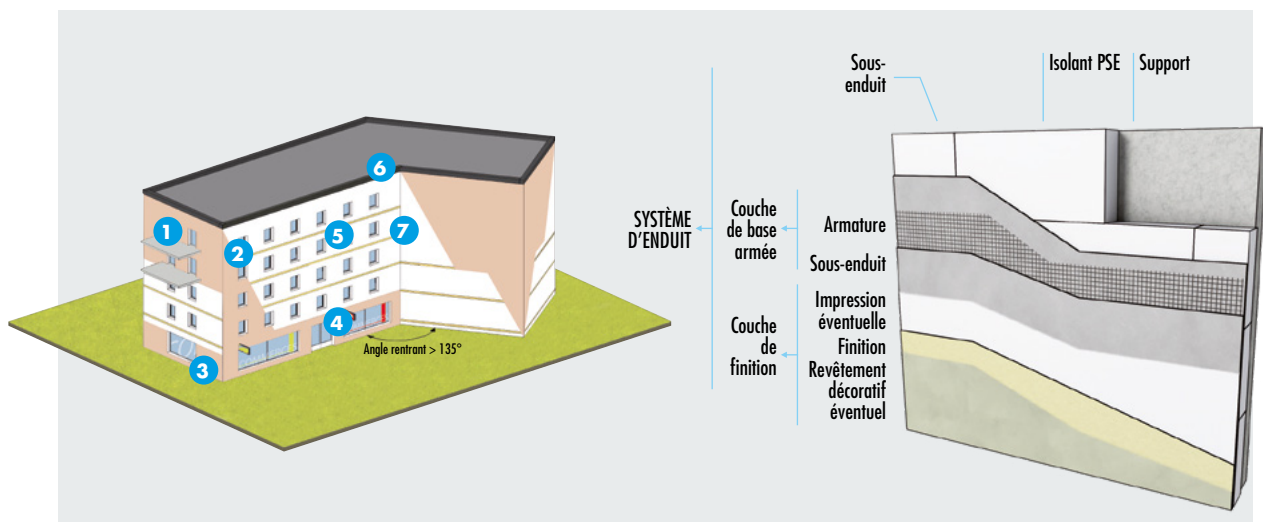 Sous-
enduit
Isolant PSE
Support
SYSTÈME
D'ENDUIT
Couche
de base
armée
Armature
Sous-enduit
Couche
de
finition
Impression
éventuelle
Finition
Revêtement
décoratif
éventuel
1
2
3
4
5
6
7
Angle rentrant > 135°